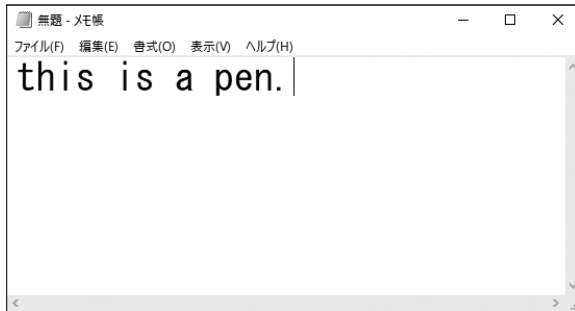 無題 - メモ帳
ファイル(F) 編集(E) 書式(O) 表示(V) ヘルプ(H)
this is a pen.